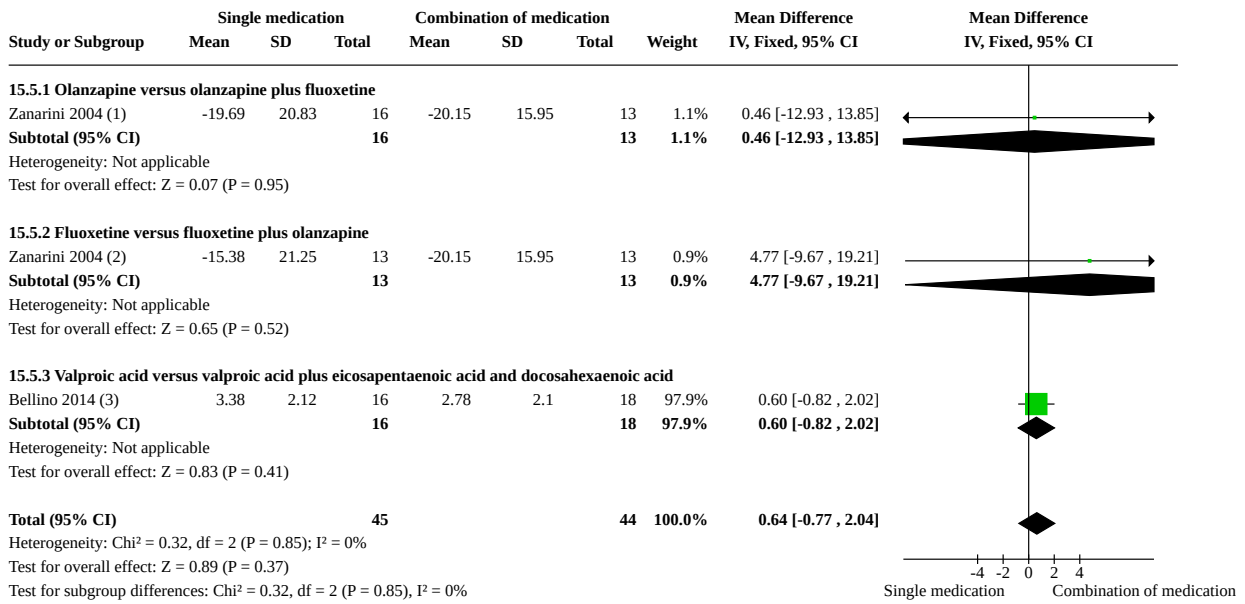 Single medication Combination of medication Mean Difference Mean Difference
Study or Subgroup Mean SD Total Mean SD Total Weight IV, Fixed, 95% CI IV, Fixed, 95% CI
15.5.1 Olanzapine versus olanzapine plus fluoxetine
Zanarini 2004 (1) -19.69 20.83 16 -20.15 15.95 13 1.1% 0.46 [-12.93 , 13.85]
Subtotal (95% CI) 16 13 1.1% 0.46 [-12.93 , 13.85]
Heterogeneity: Not applicable
Test for overall effect: Z = 0.07 (P = 0.95)
15.5.2 Fluoxetine versus fluoxetine plus olanzapine
Zanarini 2004 (2) -15.38 21.25 13 -20.15 15.95 13 0.9% 4.77 [-9.67 , 19.21]
Subtotal (95% CI) 13 13 0.9% 4.77 [-9.67 , 19.21]
Heterogeneity: Not applicable
Test for overall effect: Z = 0.65 (P = 0.52)
15.5.3 Valproic acid versus valproic acid plus eicosapentaenoic acid and docosahexaenoic acid
Bellino 2014 (3) 3.38 2.12 16 2.78 2.1 18 97.9% 0.60 [-0.82 , 2.02]
Subtotal (95% CI) 16 18 97.9% 0.60 [-0.82 , 2.02]
Heterogeneity: Not applicable
Test for overall effect: Z = 0.83 (P = 0.41)
Total (95% CI) 45 44 100.0% 0.64 [-0.77 , 2.04]
Heterogeneity: Chi² = 0.32, df = 2 (P = 0.85); I² = 0%
Test for overall effect: Z = 0.89 (P = 0.37)
-4 -2 0 2 4
Test for subgroup differences: Chi² = 0.32, df = 2 (P = 0.85), I² = 0% Single medication Combination of medication